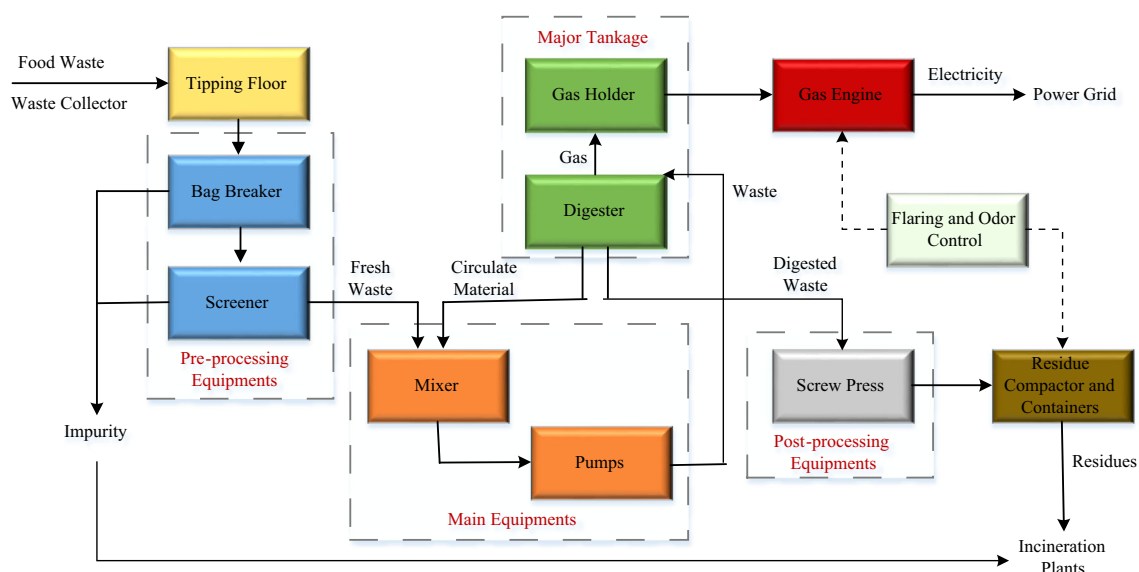 Food Waste
Waste Collector
Tipping Floor
Major Tankage
Gas Holder
Gas Engine
Electricity
Power Grid
Bag Breaker
Gas
Digester
Waste
Flaring and Odor
Control
Screener
Fresh
Waste
Circulate
Material
Digested
Waste
Pre-processing
Equipments
Mixer
Screw Press
Residue
Compactor and
Containers
Impurity
Pumps
Post-processing
Equipments
Residues
Main Equipments
Incineration
Plants